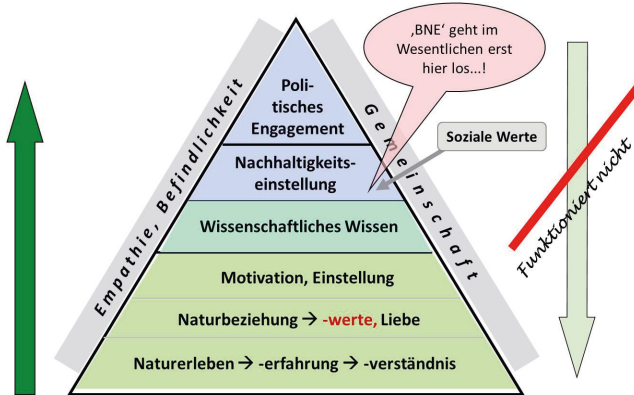 ‚BNE‘ geht im
Wesentlichen erst
hier los...!
Poli-
tisches
Engagement
Soziale Werte
Nachhaltigkeits-
einstellung
Wissenschaftliches Wissen
Motivation, Einstellung
Naturbeziehung → -werte, Liebe
Naturerleben → -erfahrung → -verständnis
Empathie, Befindlichkeit
Gemeinschaft
Funktioniert nicht